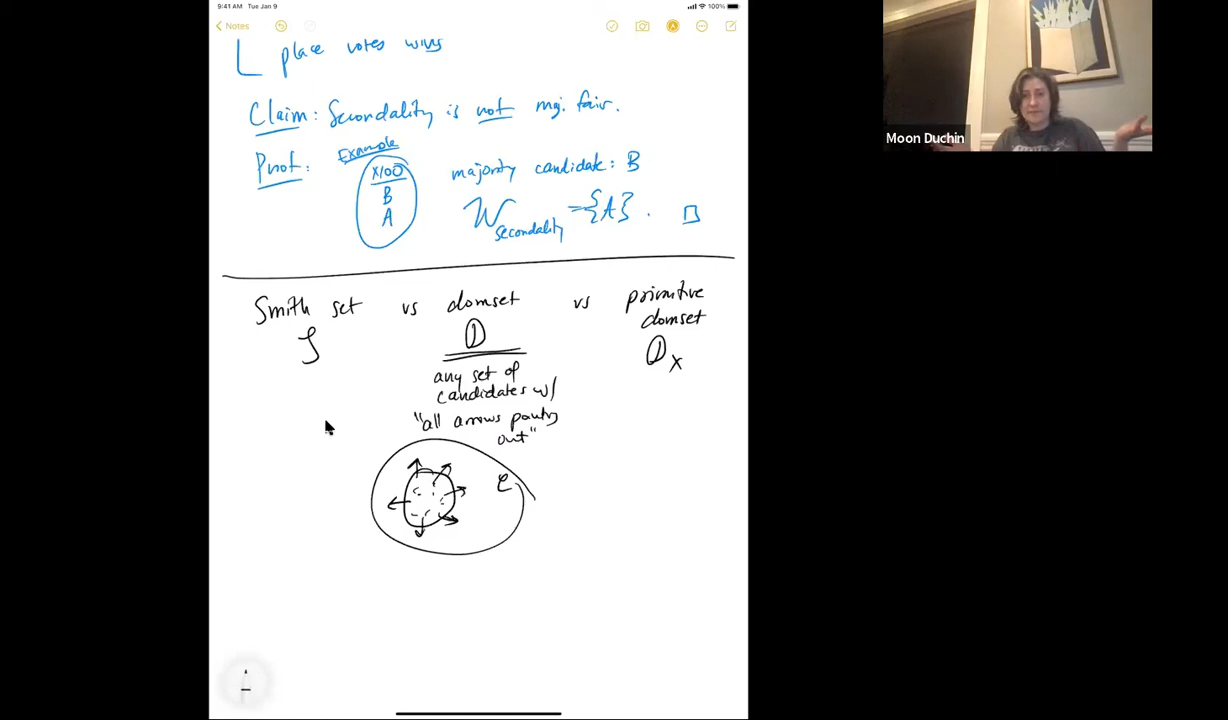 9:41 AM Tue Jan 9
100%
Notes
place votes wins
Claim: Secondality is not maj. fair.
Proof: Example
x100
B
A
majority candidate: B
W secondality = {A}.
Smith set vs domset vs primitive domset
S
D
D x
any set of
candidates w/
"all arrows pointing
out"
C
Moon Duchin